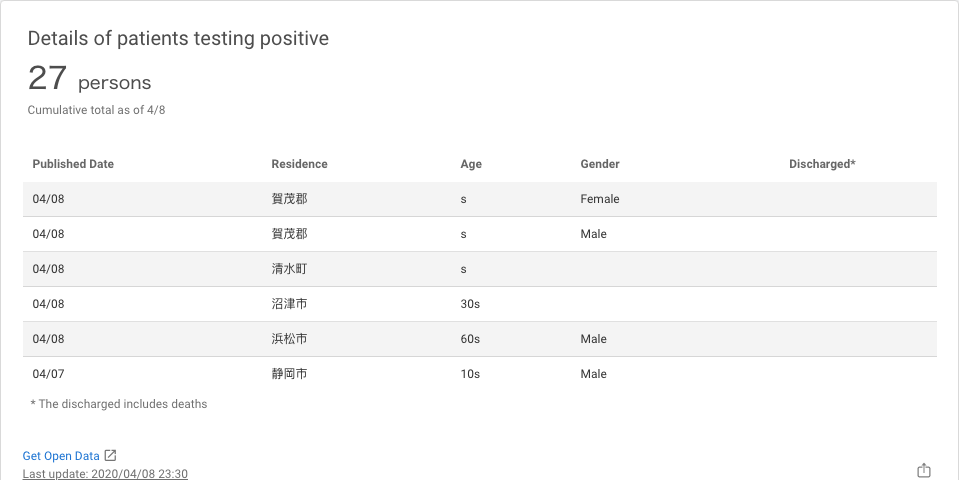 Details of patients testing positive
27 persons
Cumulative total as of 4/8
Published Date Residence Age Gender Discharged*
04/08 賀茂郡 s Female
04/08 賀茂郡 s Male
04/08 清水町 s
04/08 沼津市 30s
04/08 浜松市 60s Male
04/07 静岡市 10s Male
* The discharged includes deaths
Get Open Data
Last update: 2020/04/08 23:30